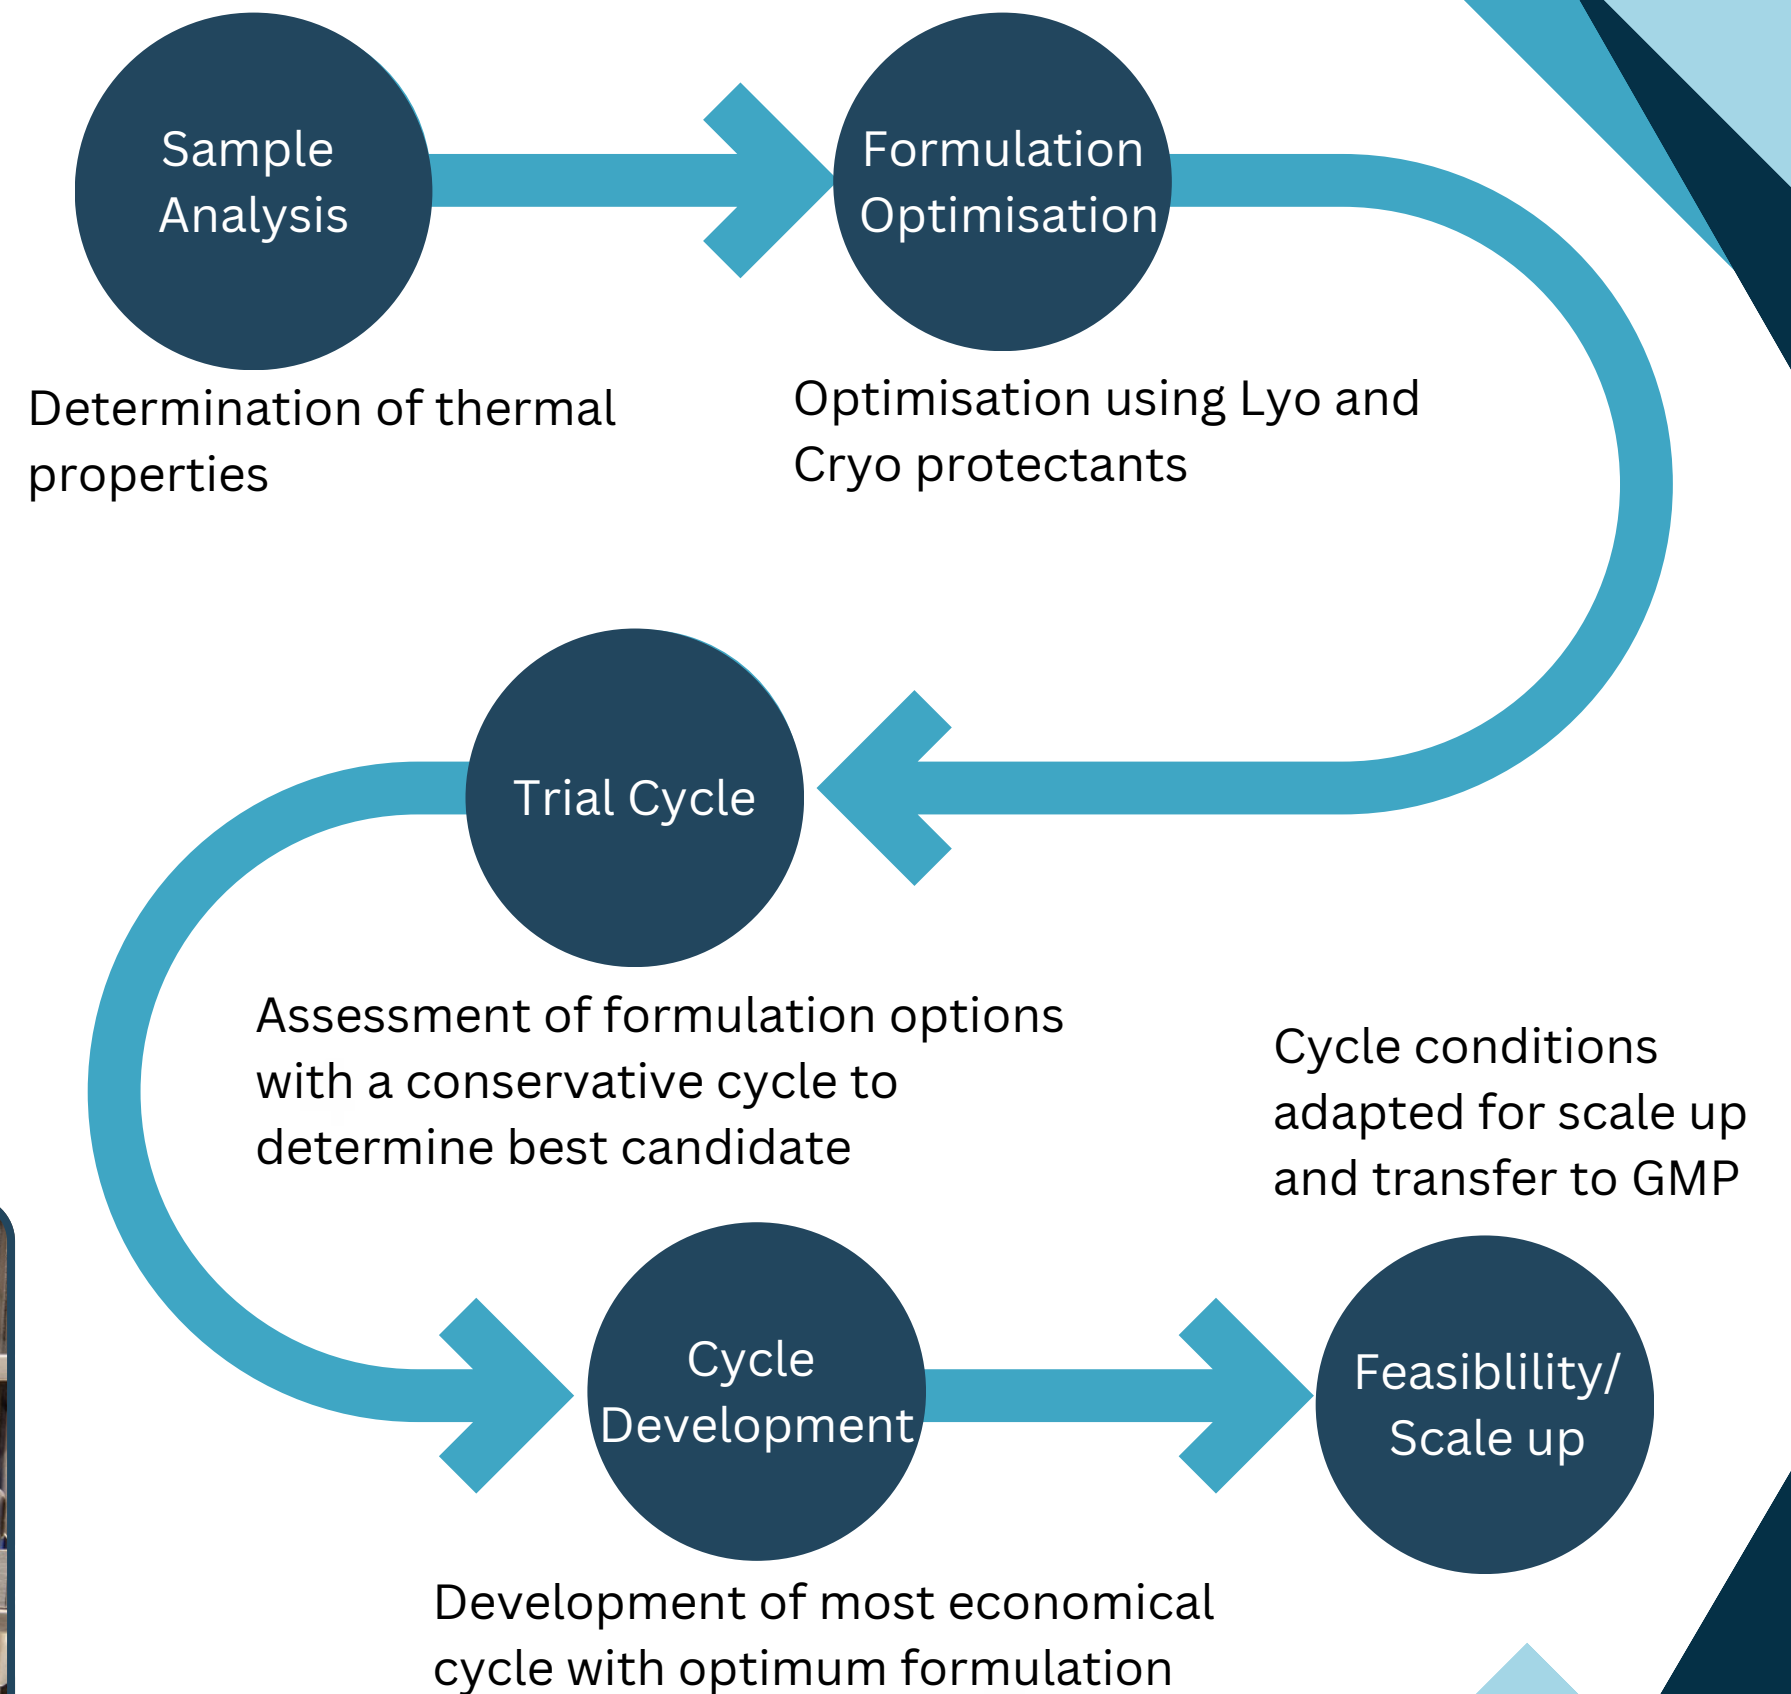 Sample
Analysis
Determination of thermal
properties
Formulation
Optimisation
Optimisation using Lyo and
Cryo protectants
Trial Cycle
Assessment of formulation options
with a conservative cycle to
determine best candidate
Cycle
Development
Development of most economical
cycle with optimum formulation
Cycle conditions
adapted for scale up
and transfer to GMP
Feasiblility/
Scale up